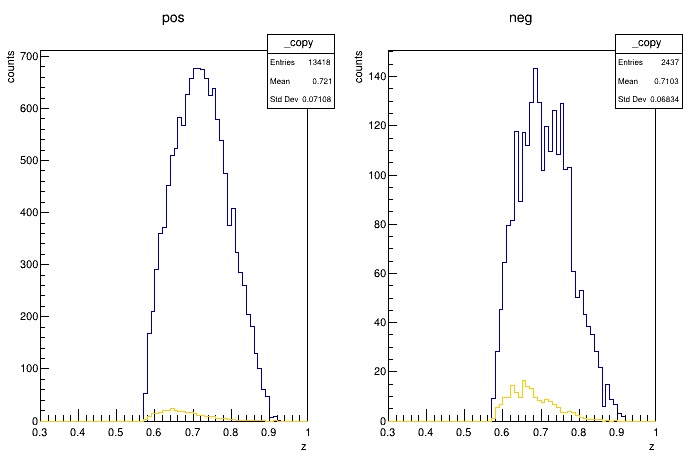 pos
counts
_copy
Entries 13418
Mean 0.721
Std Dev 0.07108
700
600
500
400
300
200
100
0
0.3 0.4 0.5 0.6 0.7 0.8 0.9 1
z
neg
counts
_copy
Entries 2437
Mean 0.7103
Std Dev 0.06834
140
120
100
80
60
40
20
0
0.3 0.4 0.5 0.6 0.7 0.8 0.9 1
z